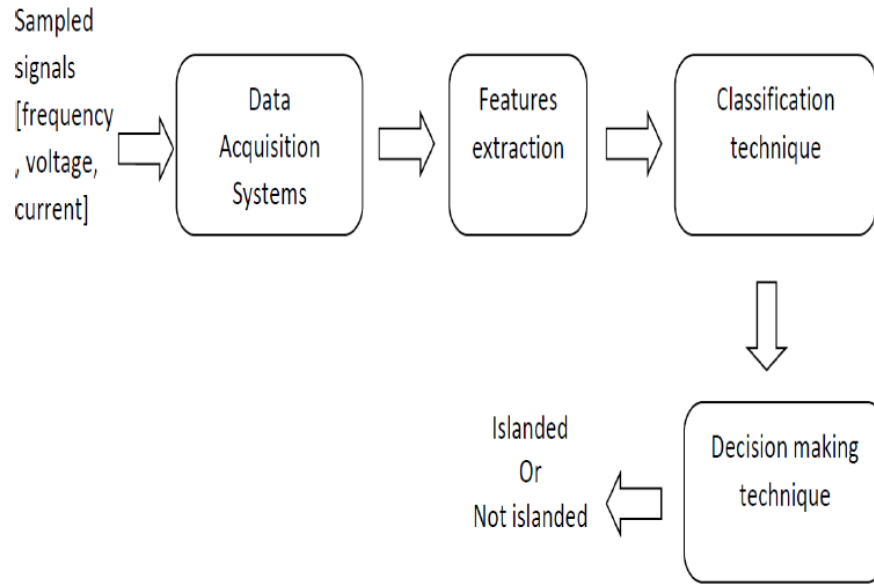 Sampled
signals
[frequency
, voltage,
current]
Data
Acquisition
Systems
Features
extraction
Classification
technique
Decision making
technique
Islanded
Or
Not islanded